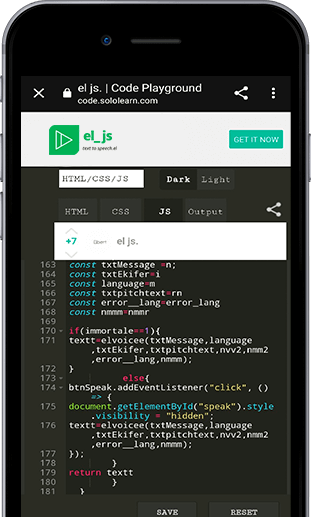 el js. | Code Playground
code.sololearn.com
el_js
text to speech al
GET IT NOW
HTML/CSS/JS
Dark Light
HTML CSS JS Output
+7 el js.
163 const txtMessage =n;
164 const txtEkifer=i
165 const language=m
166 const txtpitchtext=rn
167 const error__lang=error_lang
168 const nmmm=nmmr
169
170 if(immortale==1){
171 textt=elvoicee(txtMessage,language
,txtEkifer,txtpitchtext,nvv2,nmm2
,error__lang,nmmm);
172 }
173 else{
174 btnSpeak.addEventListener("click", ()
=> {
175 document.getElementById("speak").style
.visibility = "hidden";
176 textt=elvoicee(txtMessage,language
,txtEkifer,txtpitchtext,nvv2,nmm2
,error__lang,nmmm);
177 });
178 }
179 return textt
180 }
181 }
SAVE RESET